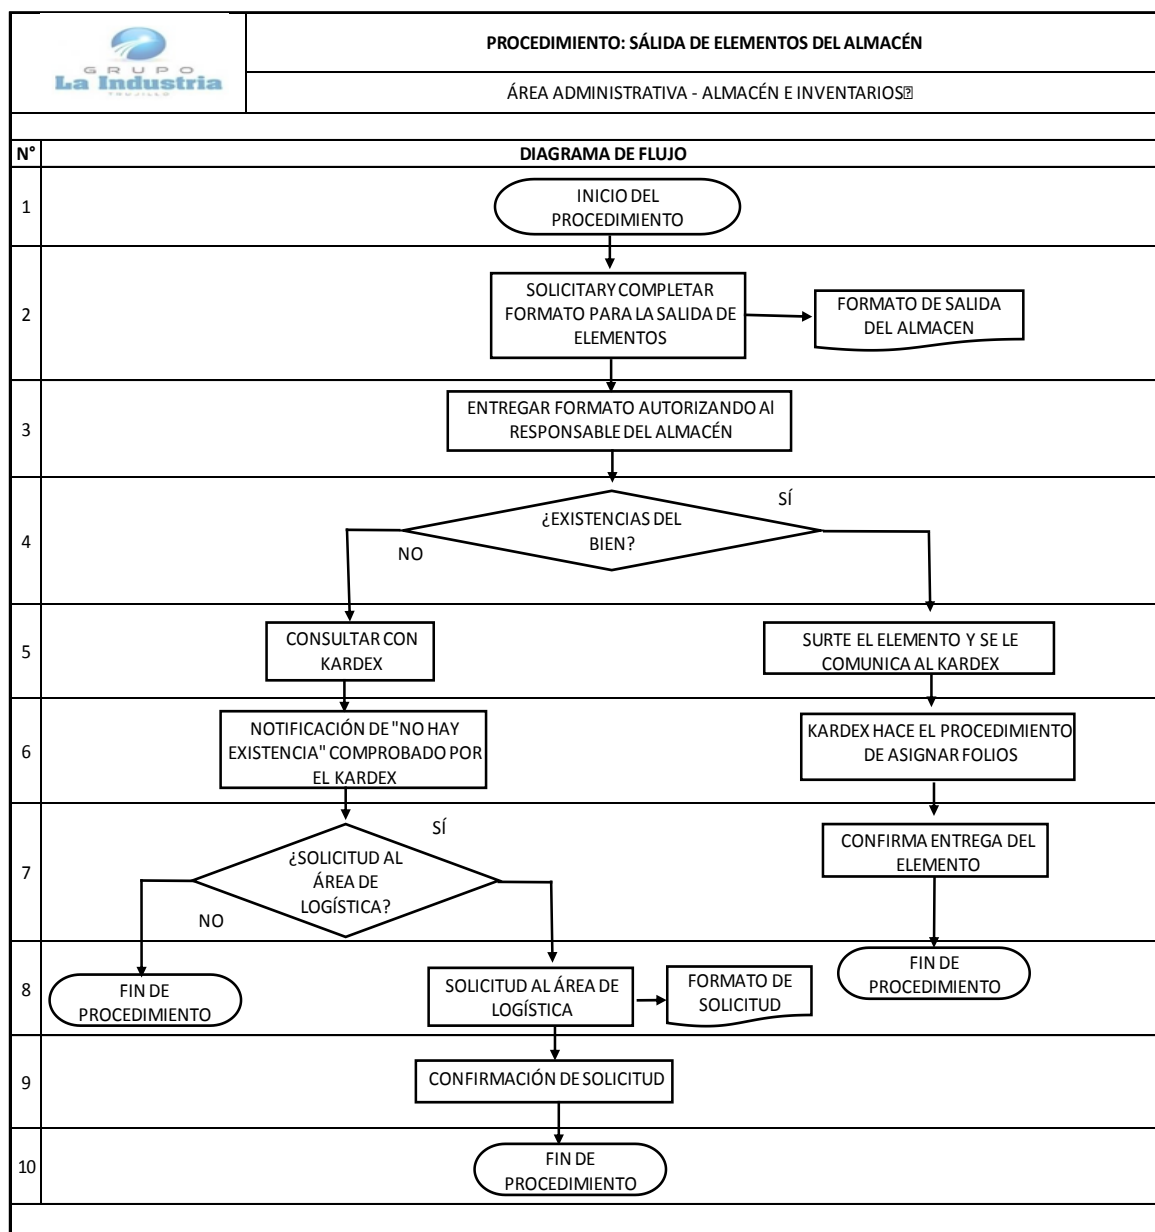 GRUPO
La Industria
TRUJILLO
PROCEDIMIENTO: SÁLIDA DE ELEMENTOS DEL ALMACÉN
ÁREA ADMINISTRATIVA - ALMACÉN E INVENTARIOS
N°
DIAGRAMA DE FLUJO
1
INICIO DEL
PROCEDIMIENTO
2
SOLICITAR Y COMPLETAR
FORMATO PARA LA SALIDA DE
ELEMENTOS
FORMATO DE SALIDA
DEL ALMACEN
3
ENTREGAR FORMATO AUTORIZANDO Al
RESPONSABLE DEL ALMACÉN
4
¿EXISTENCIAS DEL
BIEN?
SÍ
NO
5
CONSULTAR CON
KARDEX
SURTE EL ELEMENTO Y SE LE
COMUNICA AL KARDEX
6
NOTIFICACIÓN DE "NO HAY
EXISTENCIA" COMPROBADO POR
EL KARDEX
KARDEX HACE EL PROCEDIMIENTO
DE ASIGNAR FOLIOS
7
¿SOLICITUD AL
ÁREA DE
LOGÍSTICA?
SÍ
NO
CONFIRMA ENTREGA DEL
ELEMENTO
8
FIN DE
PROCEDIMIENTO
SOLICITUD AL ÁREA DE
LOGÍSTICA
FORMATO DE
SOLICITUD
FIN DE
PROCEDIMIENTO
9
CONFIRMACIÓN DE SOLICITUD
10
FIN DE
PROCEDIMIENTO